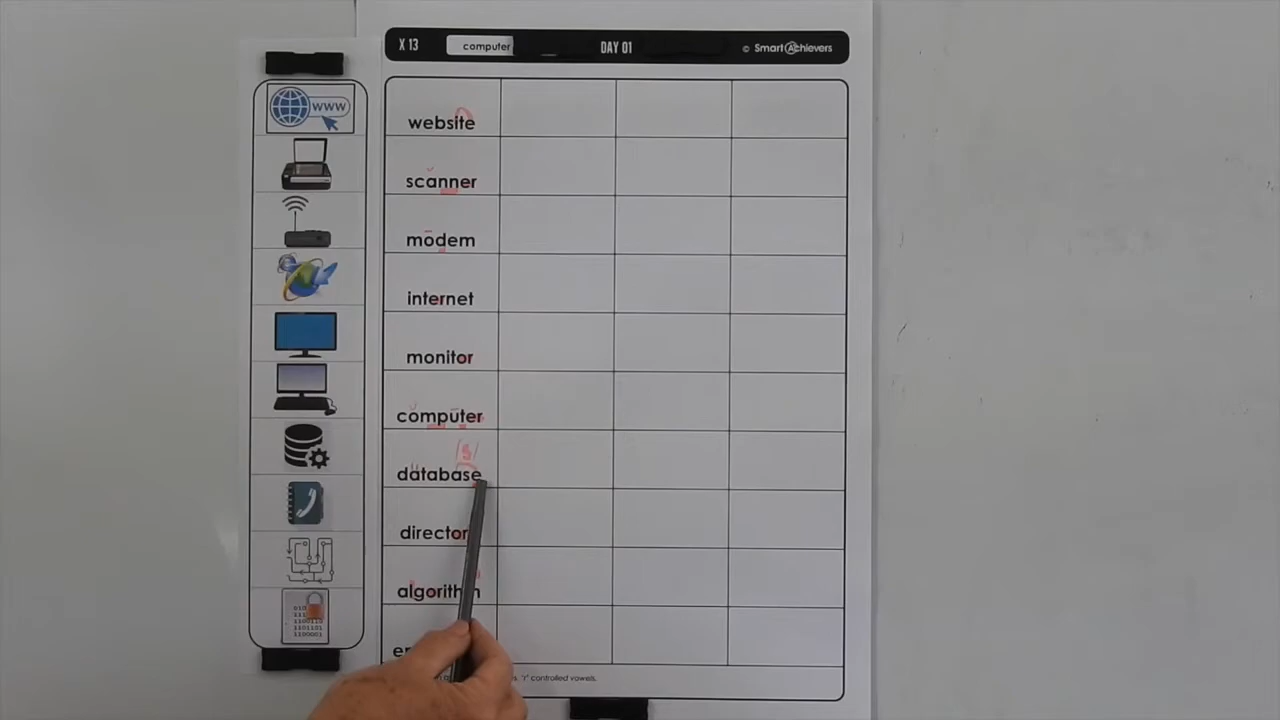 X 13 computer DAY 01 © SmartAchievers
www
website
scanner
modem
internet
monitor
computer
database
director
algorithm
'r' controlled vowels.